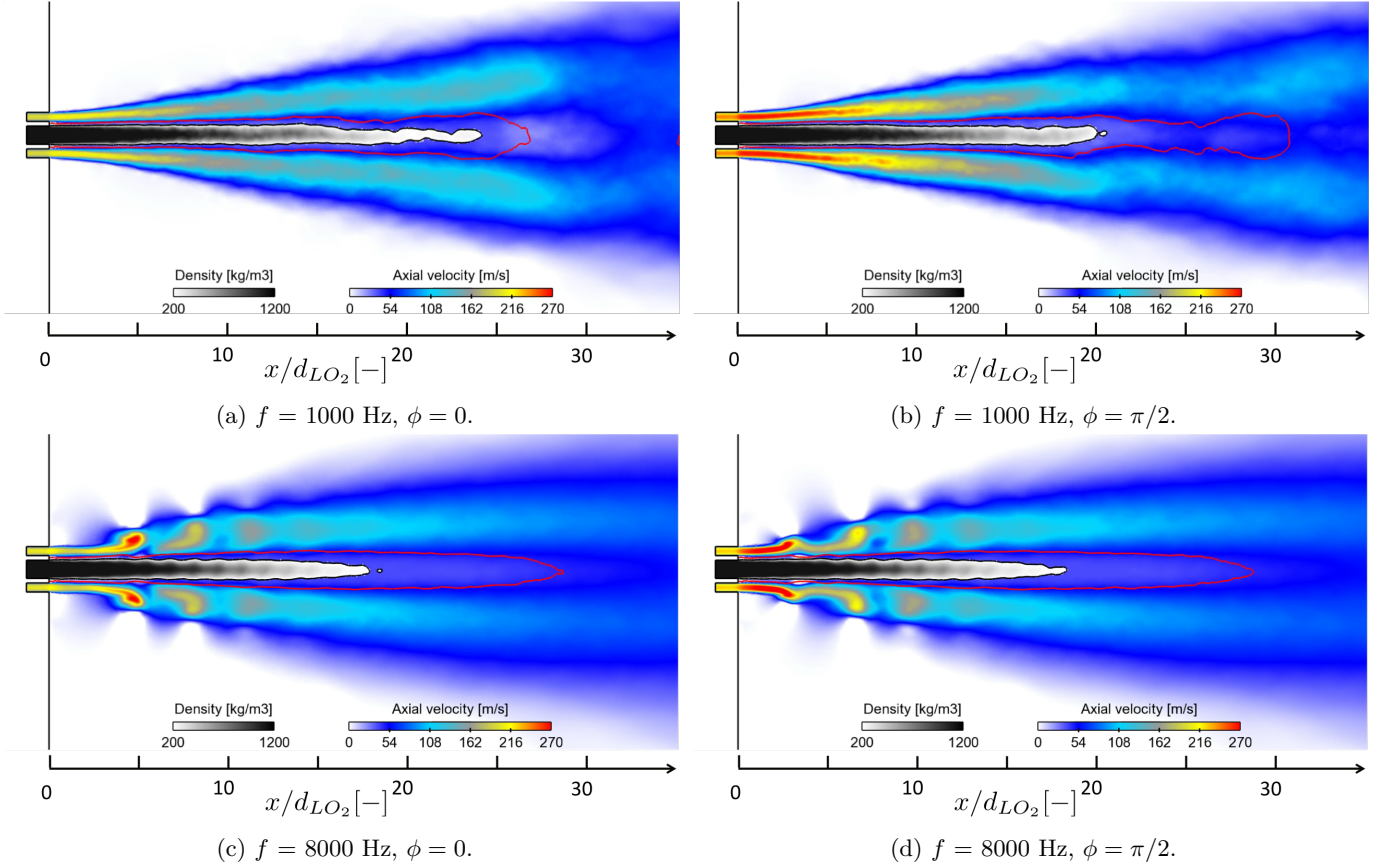 Density [kg/m3] Axial velocity [m/s]
200 1200 0 54 108 162 216 270
0 10 20 30
x/d_{LO_2}[−]
(a) f = 1000 Hz, ϕ = 0.
Density [kg/m3] Axial velocity [m/s]
200 1200 0 54 108 162 216 270
0 10 20 30
x/d_{LO_2}[−]
(b) f = 1000 Hz, ϕ = π/2.
Density [kg/m3] Axial velocity [m/s]
200 1200 0 54 108 162 216 270
0 10 20 30
x/d_{LO_2}[−]
(c) f = 8000 Hz, ϕ = 0.
Density [kg/m3] Axial velocity [m/s]
200 1200 0 54 108 162 216 270
0 10 20 30
x/d_{LO_2}[−]
(d) f = 8000 Hz, ϕ = π/2.